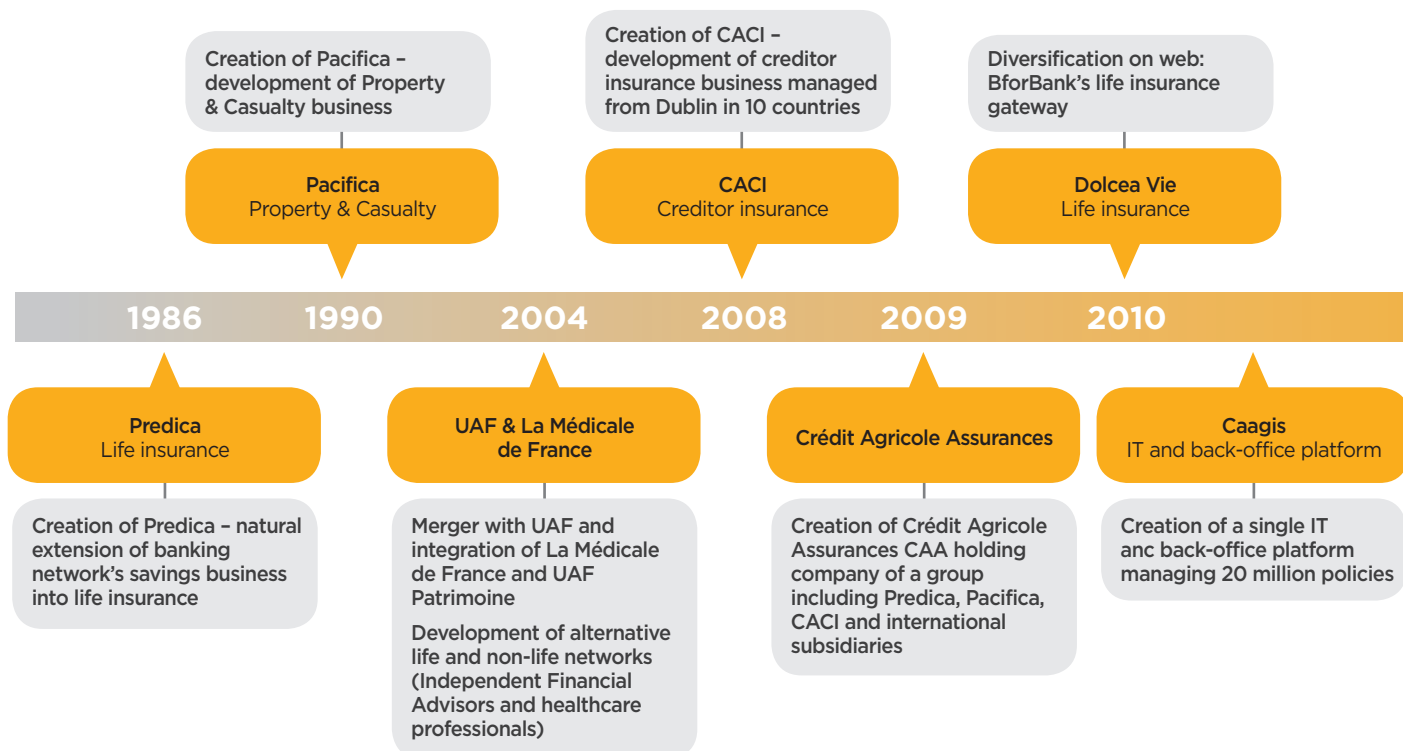 Creation of Pacifica –
development of Property
& Casualty business
Creation of CACI –
development of creditor
insurance business managed
from Dublin in 10 countries
Diversification on web:
BforBank’s life insurance
gateway
Pacifica
Property & Casualty
CACI
Creditor insurance
Dolcea Vie
Life insurance
1986
1990
2004
2008
2009
2010
Predica
Life insurance
UAF & La Médicale
de France
Crédit Agricole Assurances
Caagis
IT and back-office platform
Creation of Predica – natural
extension of banking
network’s savings business
into life insurance
Merger with UAF and
integration of La Médicale
de France and UAF
Patrimoine
Development of alternative
life and non-life networks
(Independent Financial
Advisors and healthcare
professionals)
Creation of Crédit Agricole
Assurances CAA holding
company of a group
including Predica, Pacifica,
CACI and international
subsidiaries
Creation of a single IT
anc back-office platform
managing 20 million policies